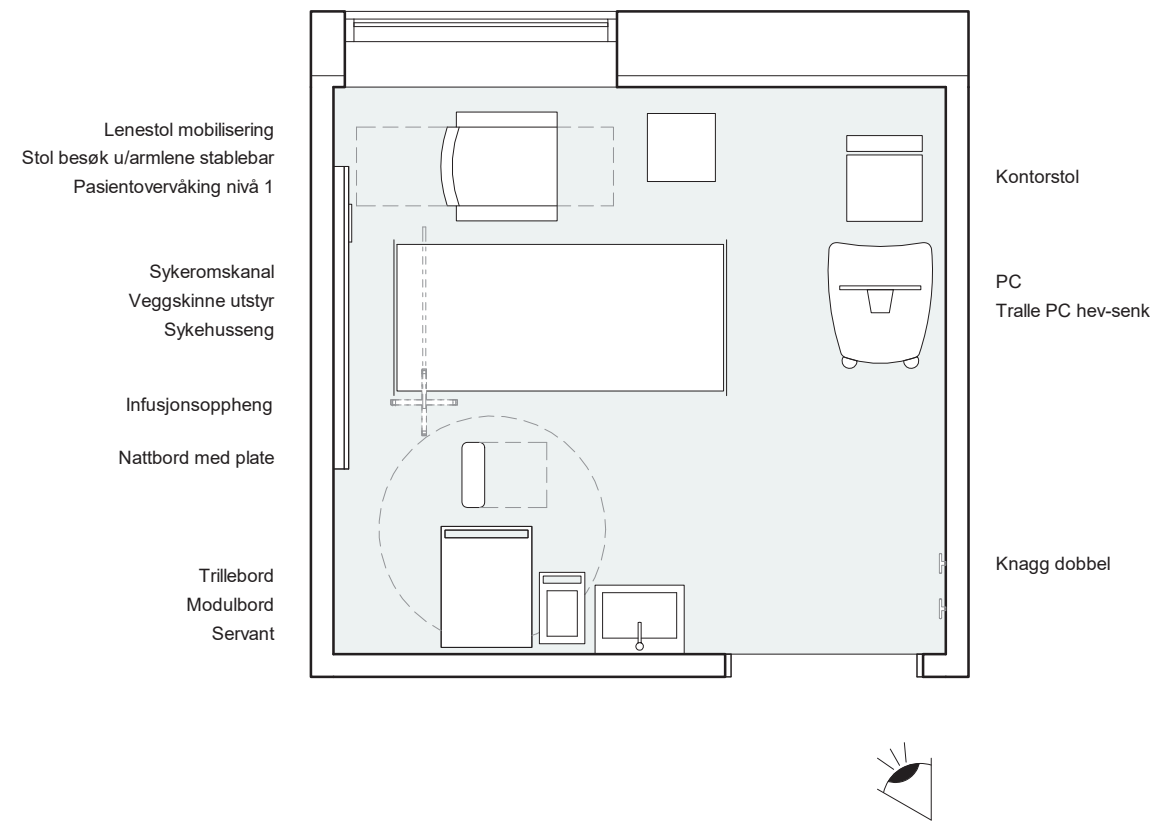 Lenestol mobilisering
Stol besøk u/armlene stablebar
Pasientovervåking nivå 1
Sykeromskanal
Veggskinne utstyr
Sykehusseng
Infusjonsoppheng
Nattbord med plate
Trillebord
Modulbord
Servant
Kontorstol
PC
Tralle PC hev-senk
Knagg dobbel